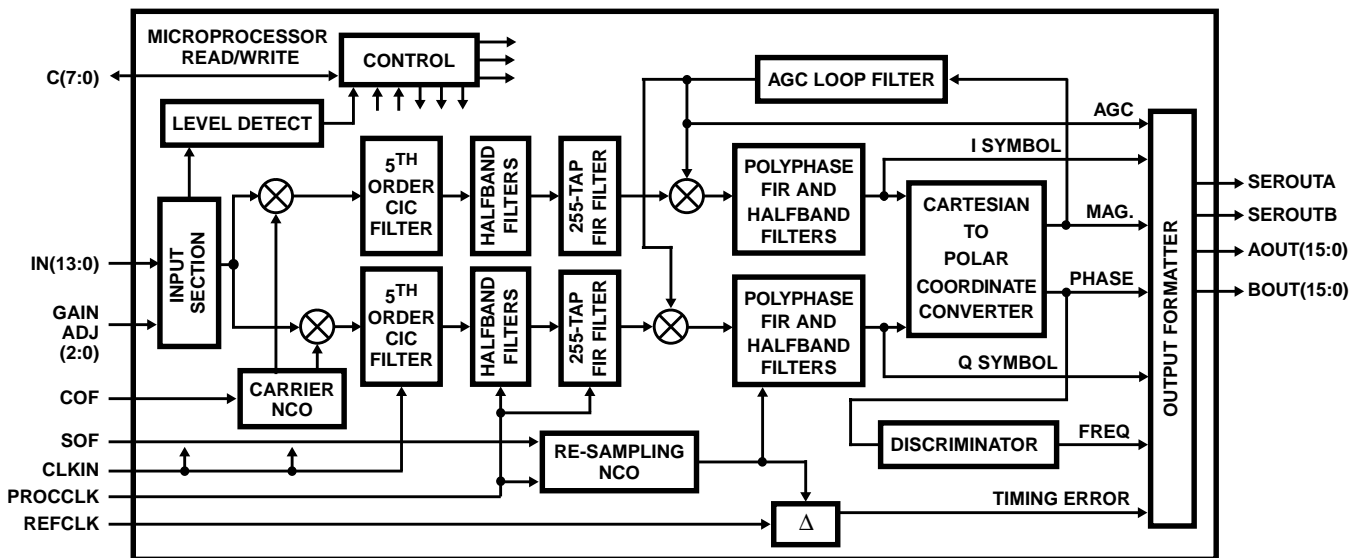 MICROPROCESSOR
READ/WRITE
C(7:0)
CONTROL
AGC LOOP FILTER
LEVEL DETECT
AGC
I SYMBOL
5TH
ORDER
CIC
FILTER
HALFBAND
FILTERS
255-TAP
FIR FILTER
POLYPHASE
FIR AND
HALFBAND
FILTERS
CARTESIAN
TO
POLAR
COORDINATE
CONVERTER
MAG.
PHASE
SEROUTA
SEROUTB
AOUT(15:0)
BOUT(15:0)
OUTPUT FORMATTER
IN(13:0)
INPUT
SECTION
GAIN
ADJ
(2:0)
5TH
ORDER
CIC
FILTER
HALFBAND
FILTERS
255-TAP
FIR FILTER
POLYPHASE
FIR AND
HALFBAND
FILTERS
Q SYMBOL
COF
CARRIER
NCO
SOF
RE-SAMPLING
NCO
DISCRIMINATOR
FREQ
CLKIN
PROCCLK
TIMING ERROR
REFCLK
Δ